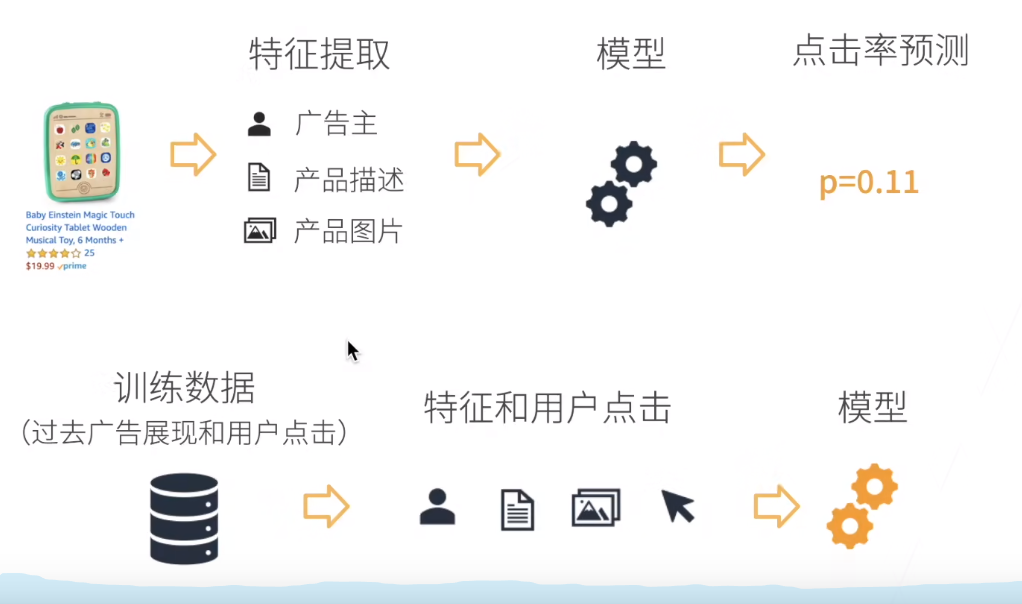 特征提取
模型
点击率预测
广告主
产品描述
产品图片
p=0.11
Baby Einstein Magic Touch
Curiosity Tablet Wooden
Musical Toy, 6 Months +
25
$19.99 prime
训练数据
（过去广告展现和用户点击）
特征和用户点击
模型